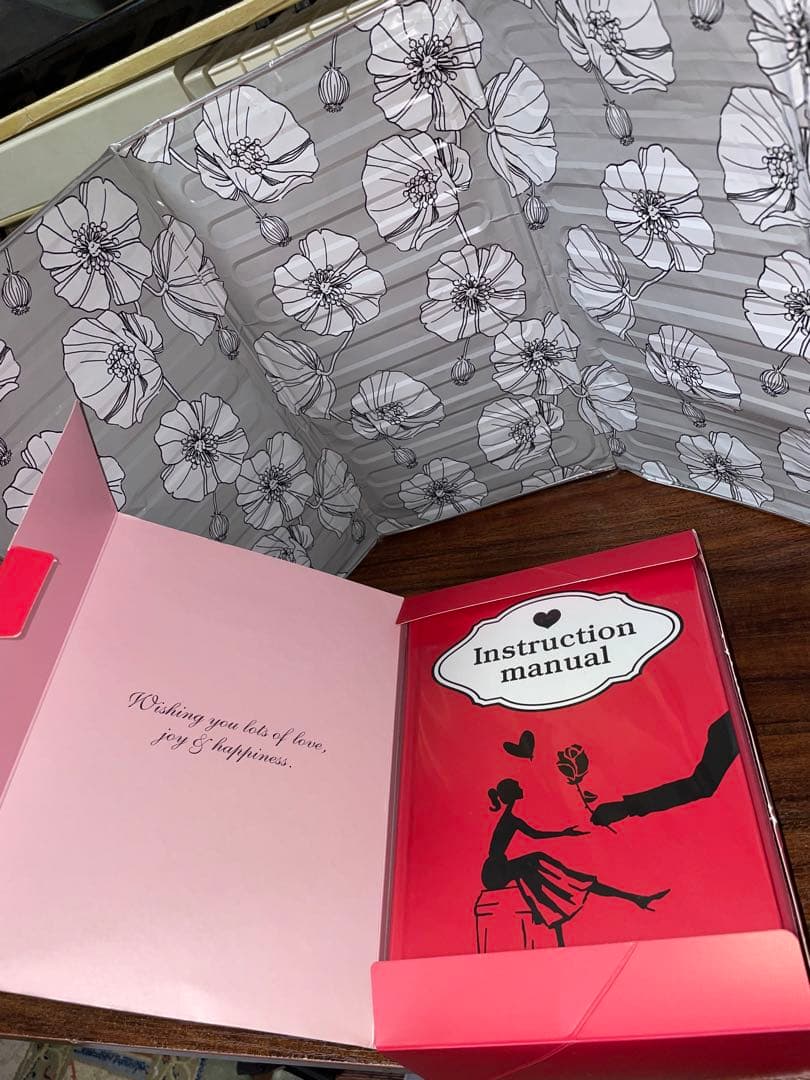 Wishing you lots of love,
joy & happiness.
Instruction
manual